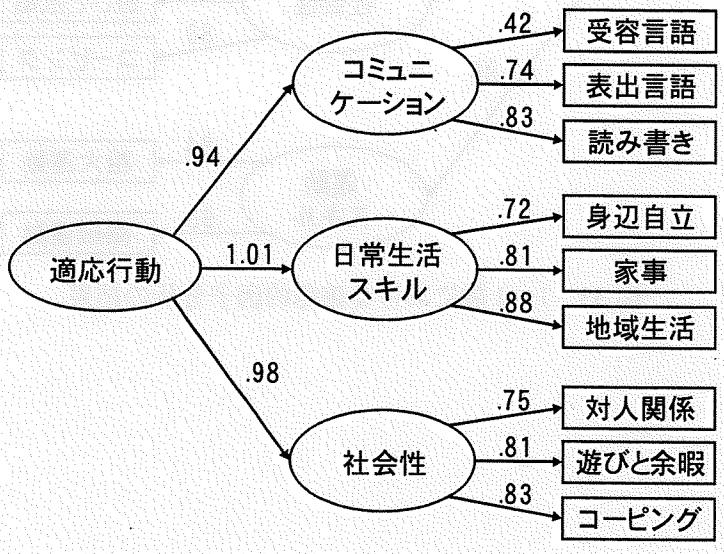 .42
受容言語
コミュニ
ケーション
.74
表出言語
.83
読み書き
.94
.72
身辺自立
適応行動
1.01
日常生活
スキル
.81
家事
.88
地域生活
.98
.75
対人関係
社会性
.81
遊びと余暇
.83
コーピング